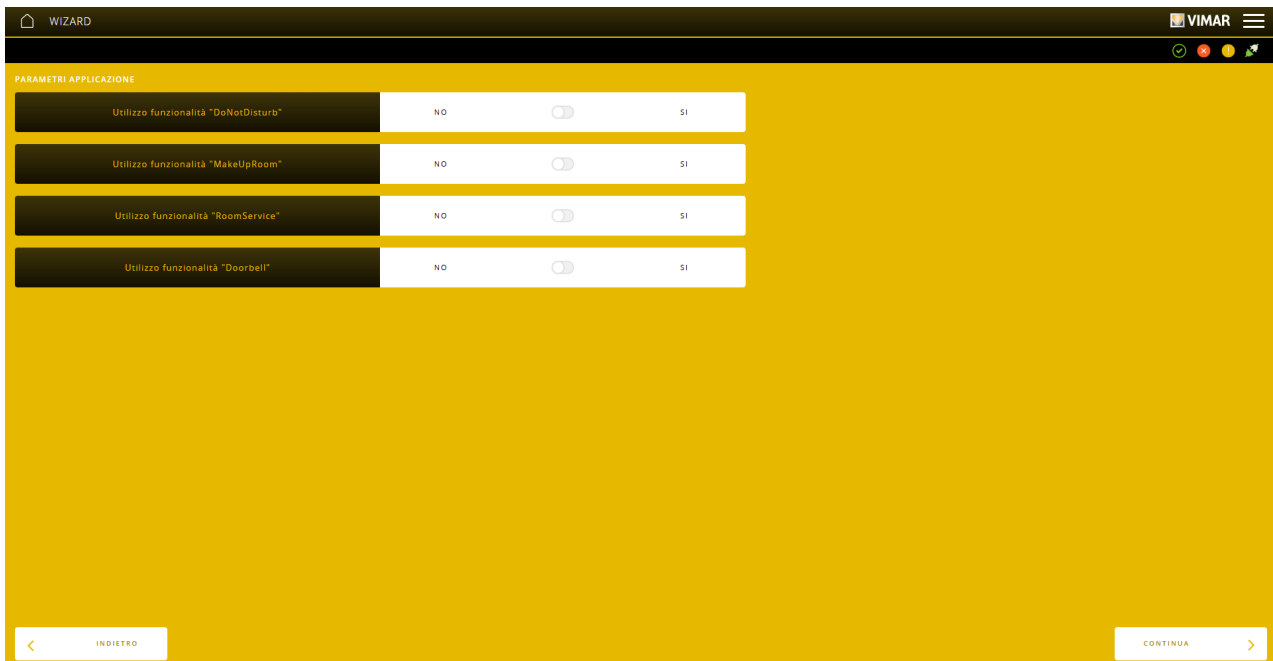 WIZARD
VIMAR
PARAMETRI APPLICAZIONE
Utilizzo funzionalità "DoNotDisturb" NO SI
Utilizzo funzionalità "MakeUpRoom" NO SI
Utilizzo funzionalità "RoomService" NO SI
Utilizzo funzionalità "Doorbell" NO SI
INDIETRO
CONTINUA